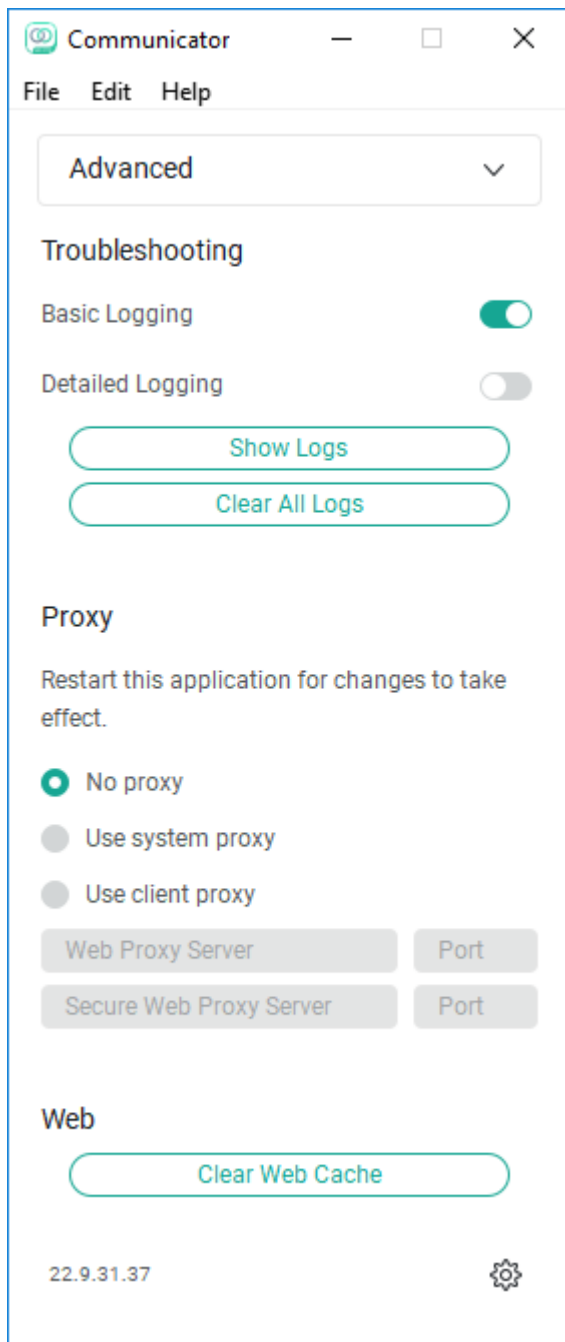 Communicator
File Edit Help
Advanced
Troubleshooting
Basic Logging
Detailed Logging
Show Logs
Clear All Logs
Proxy
Restart this application for changes to take
effect.
No proxy
Use system proxy
Use client proxy
Web Proxy Server Port
Secure Web Proxy Server Port
Web
Clear Web Cache
22.9.31.37